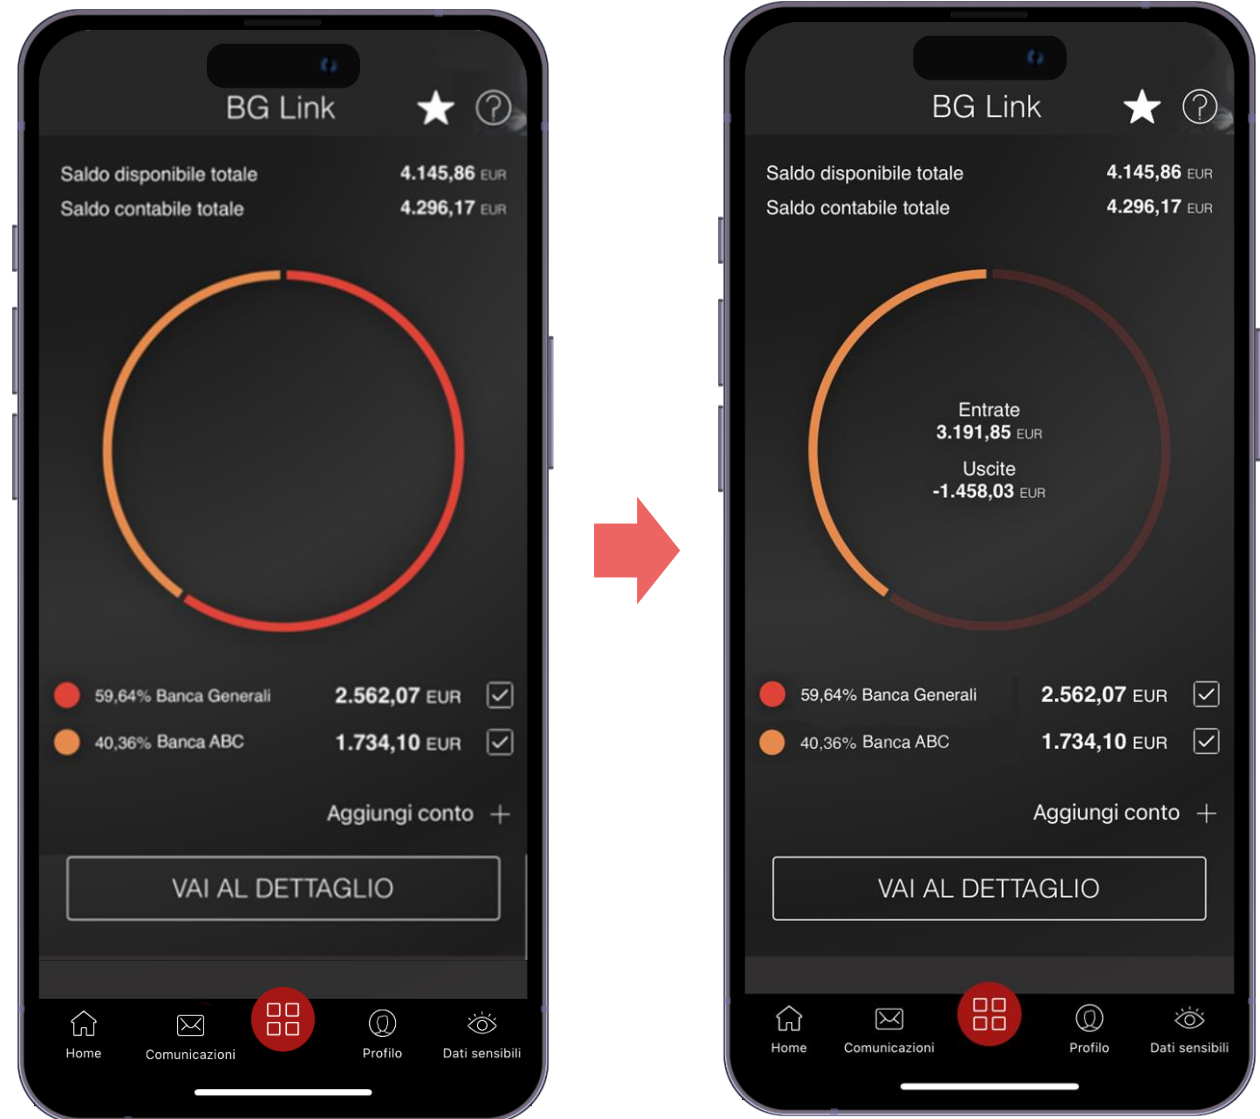 BG Link
Saldo disponibile totale 4.145,86 EUR
Saldo contabile totale 4.296,17 EUR
59,64% Banca Generali 2.562,07 EUR
40,36% Banca ABC 1.734,10 EUR
Aggiungi conto +
VAI AL DETTAGLIO
Home Comunicazioni Profilo Dati sensibili
BG Link
Saldo disponibile totale 4.145,86 EUR
Saldo contabile totale 4.296,17 EUR
Entrate
3.191,85 EUR
Uscite
-1.458,03 EUR
59,64% Banca Generali 2.562,07 EUR
40,36% Banca ABC 1.734,10 EUR
Aggiungi conto +
VAI AL DETTAGLIO
Home Comunicazioni Profilo Dati sensibili